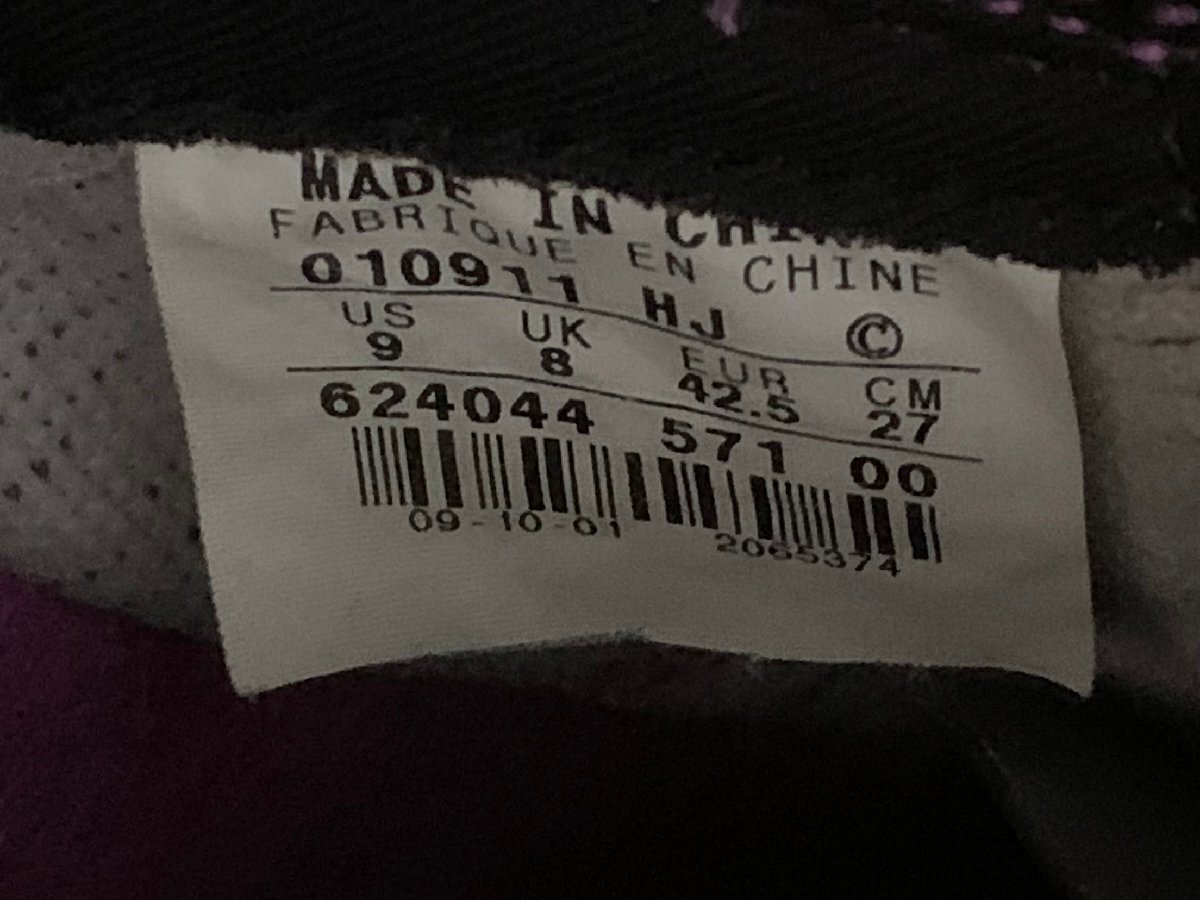 MADE IN CHINA
FABRIQUE EN CHINE
010911 HJ ©
US UK EUR CM
9 8 42.5 27
624044 571 00
09-10-01 2065374